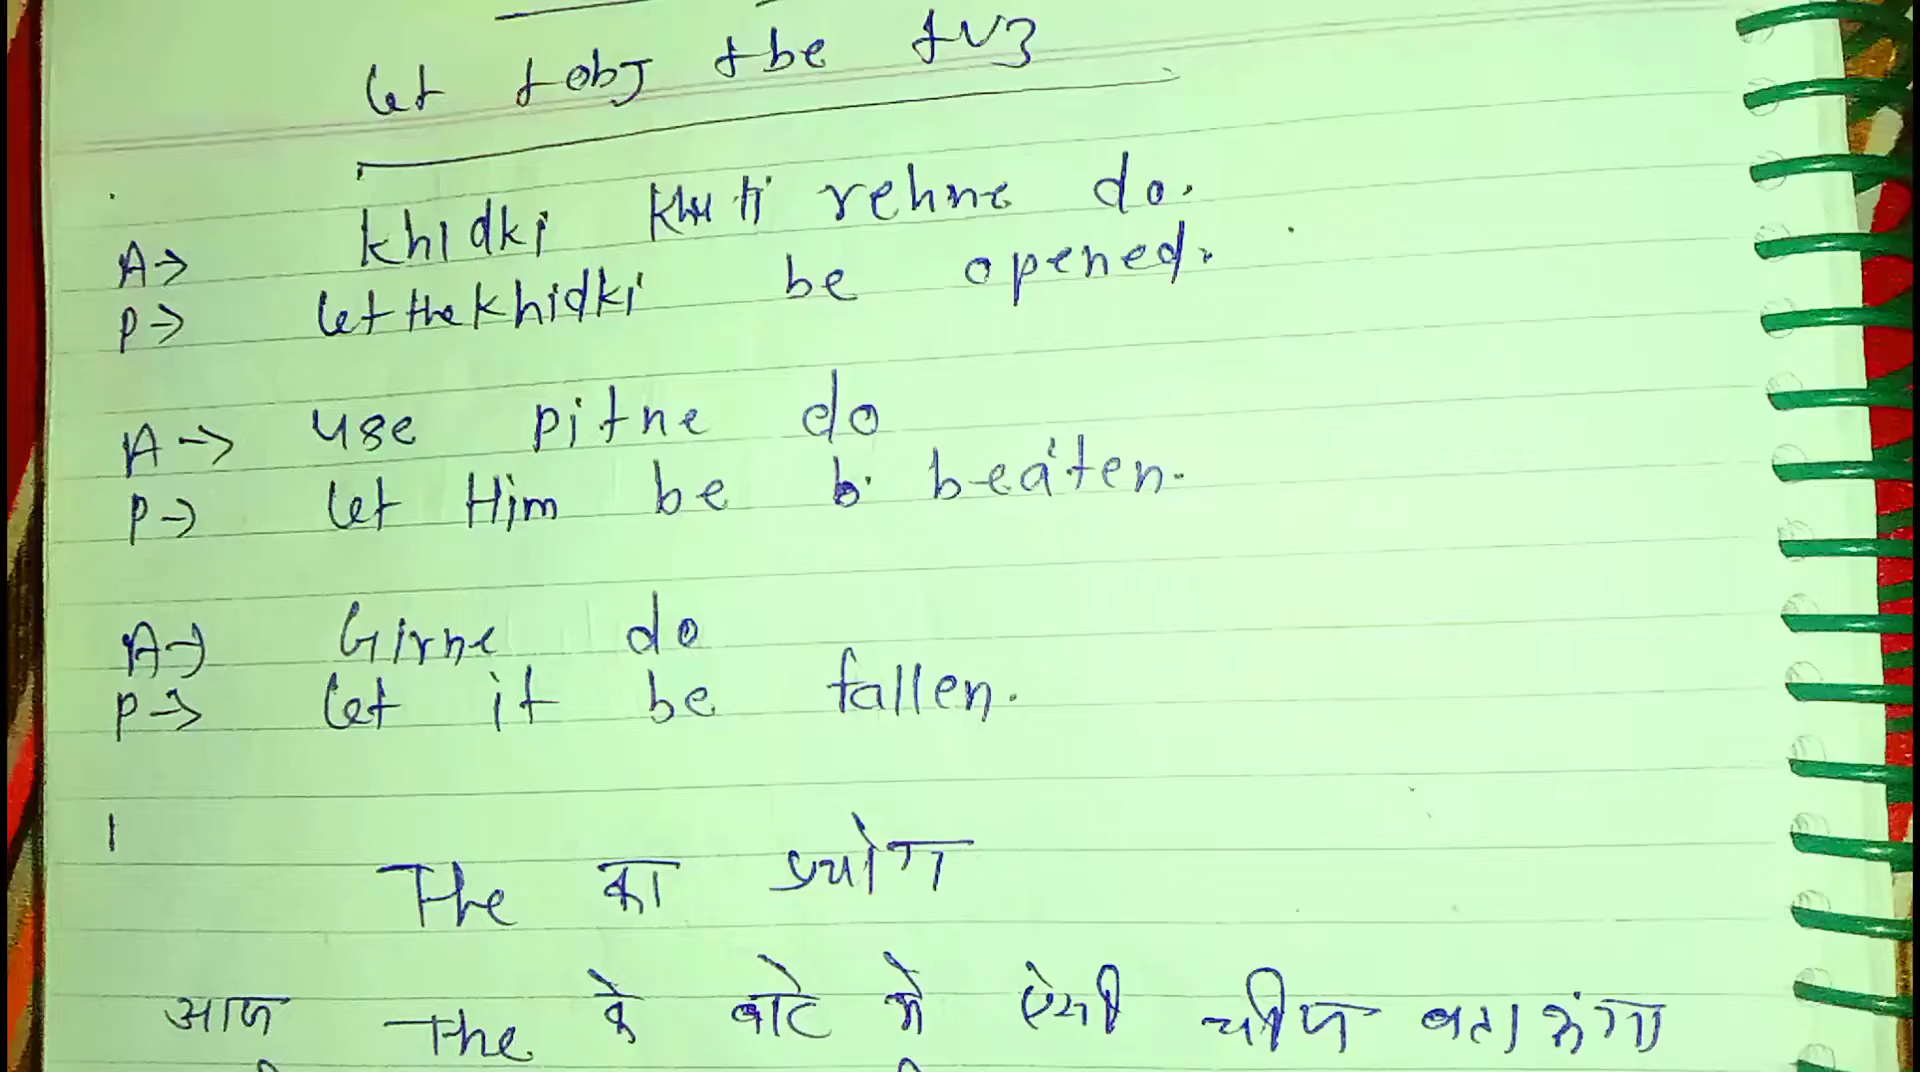 let + obj + be + v3
A→ khidki khuli rehne do.
P→ let the khidki be opened.
A→ use pitne do
P→ let Him be b. beaten.
A→ Girne do
P→ let it be fallen.
The का प्रयोग
आज The के बारे मे ऐसी चीज बताऊंगा